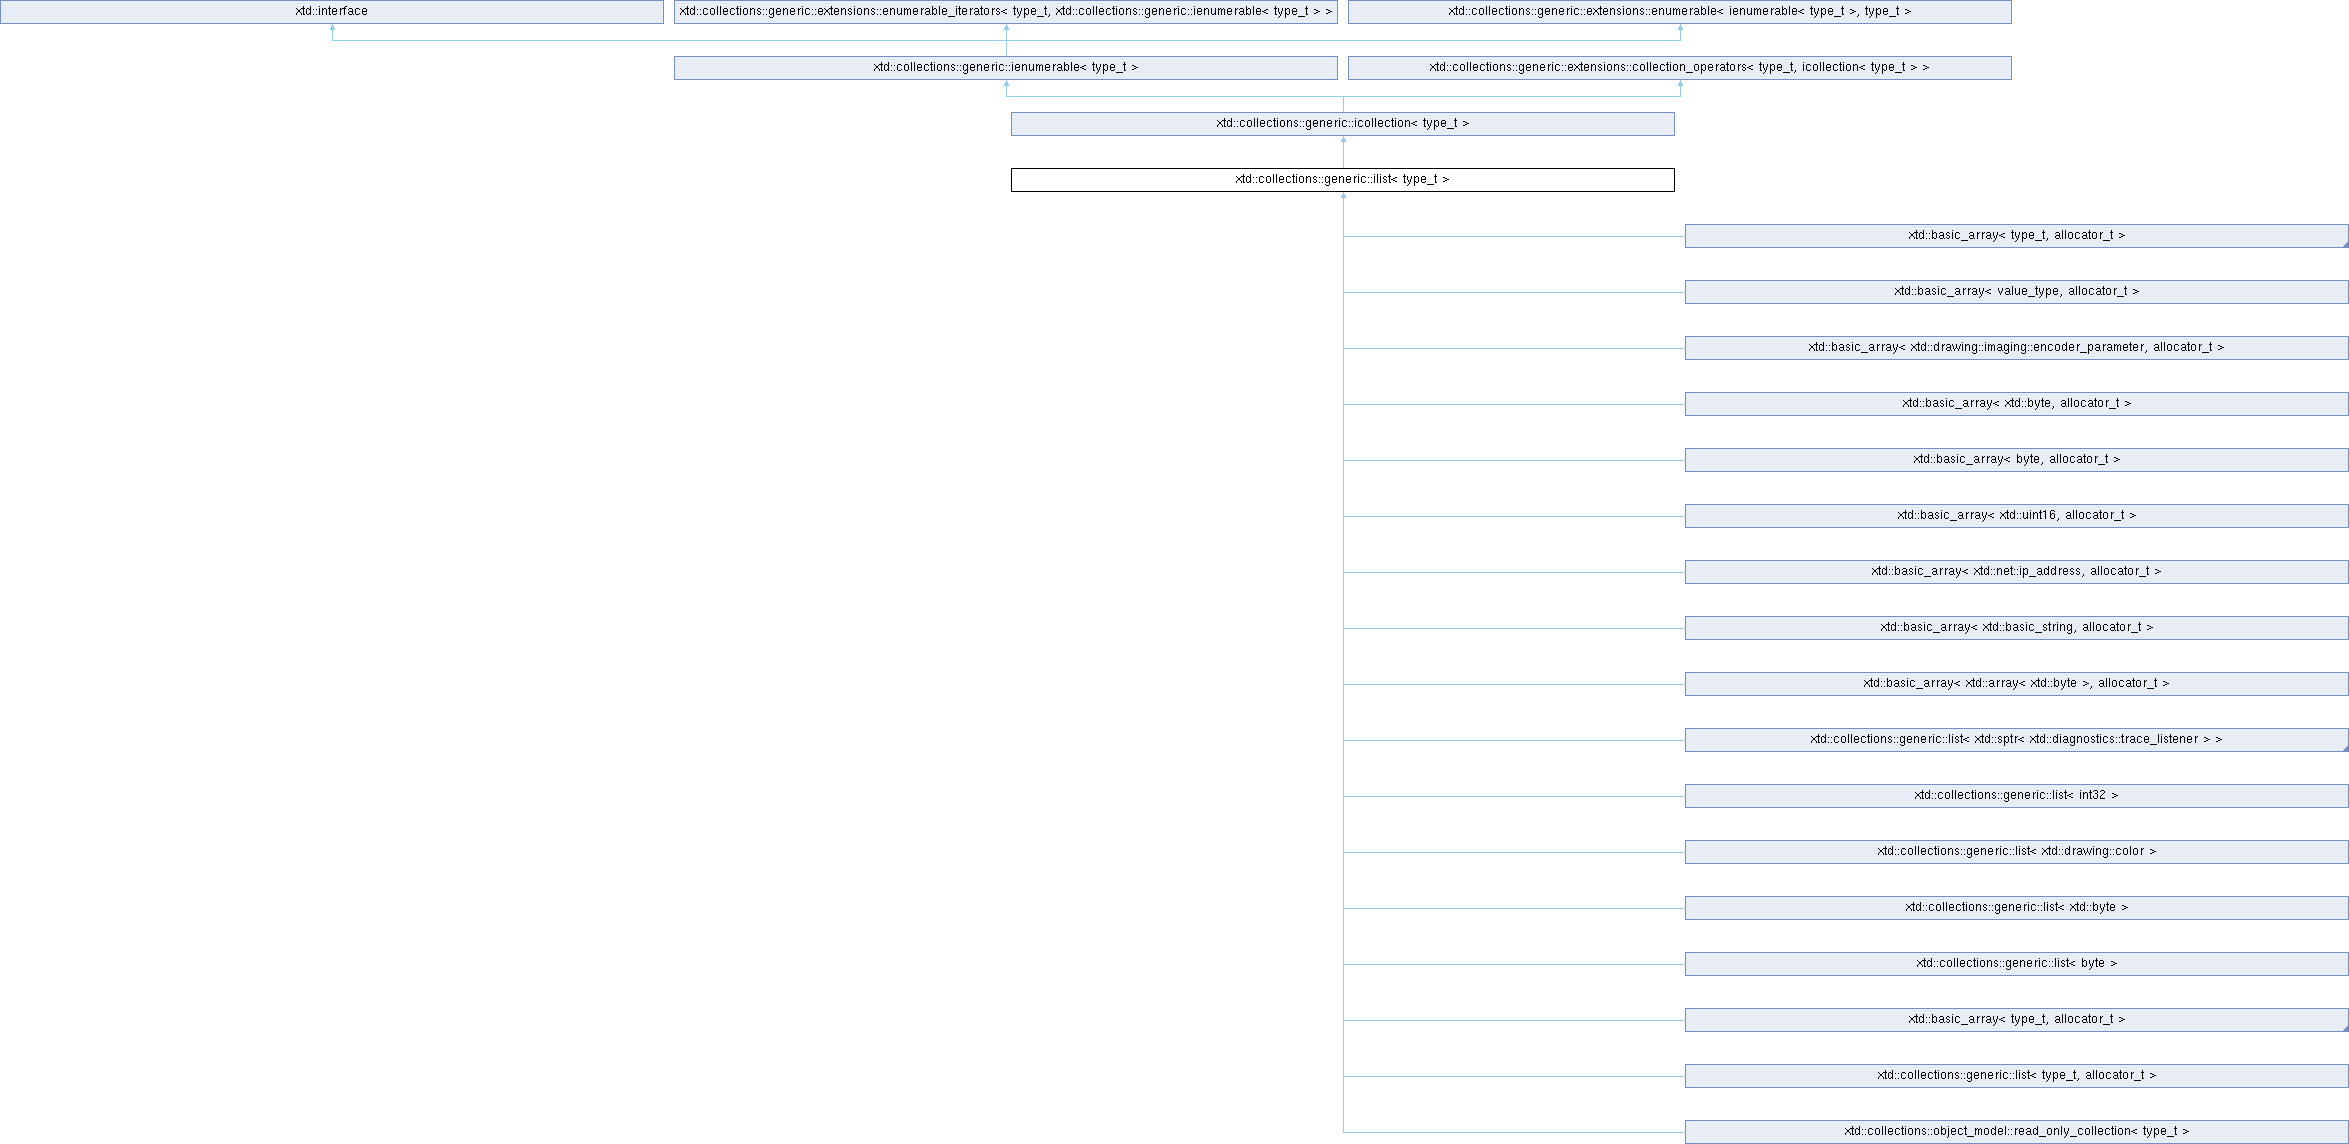 xtd::interface
xtd::collections::generic::extensions::enumerable_iterators< type_t, xtd::collections::generic::ienumerable< type_t > >
xtd::collections::generic::extensions::enumerable< ienumerable< type_t >, type_t >
xtd::collections::generic::ienumerable< type_t >
xtd::collections::generic::extensions::collection_operators< type_t, icollection< type_t > >
xtd::collections::generic::icollection< type_t >
xtd::collections::generic::ilist< type_t >
xtd::basic_array< type_t, allocator_t >
xtd::basic_array< value_type, allocator_t >
xtd::basic_array< xtd::drawing::imaging::encoder_parameter, allocator_t >
xtd::basic_array< xtd::byte, allocator_t >
xtd::basic_array< byte, allocator_t >
xtd::basic_array< xtd::uint16, allocator_t >
xtd::basic_array< xtd::net::ip_address, allocator_t >
xtd::basic_array< xtd::basic_string, allocator_t >
xtd::basic_array< xtd::array< xtd::byte >, allocator_t >
xtd::collections::generic::list< xtd::sptr< xtd::diagnostics::trace_listener > >
xtd::collections::generic::list< int32 >
xtd::collections::generic::list< xtd::drawing::color >
xtd::collections::generic::list< xtd::byte >
xtd::collections::generic::list< byte >
xtd::basic_array< type_t, allocator_t >
xtd::collections::generic::list< type_t, allocator_t >
xtd::collections::object_model::read_only_collection< type_t >